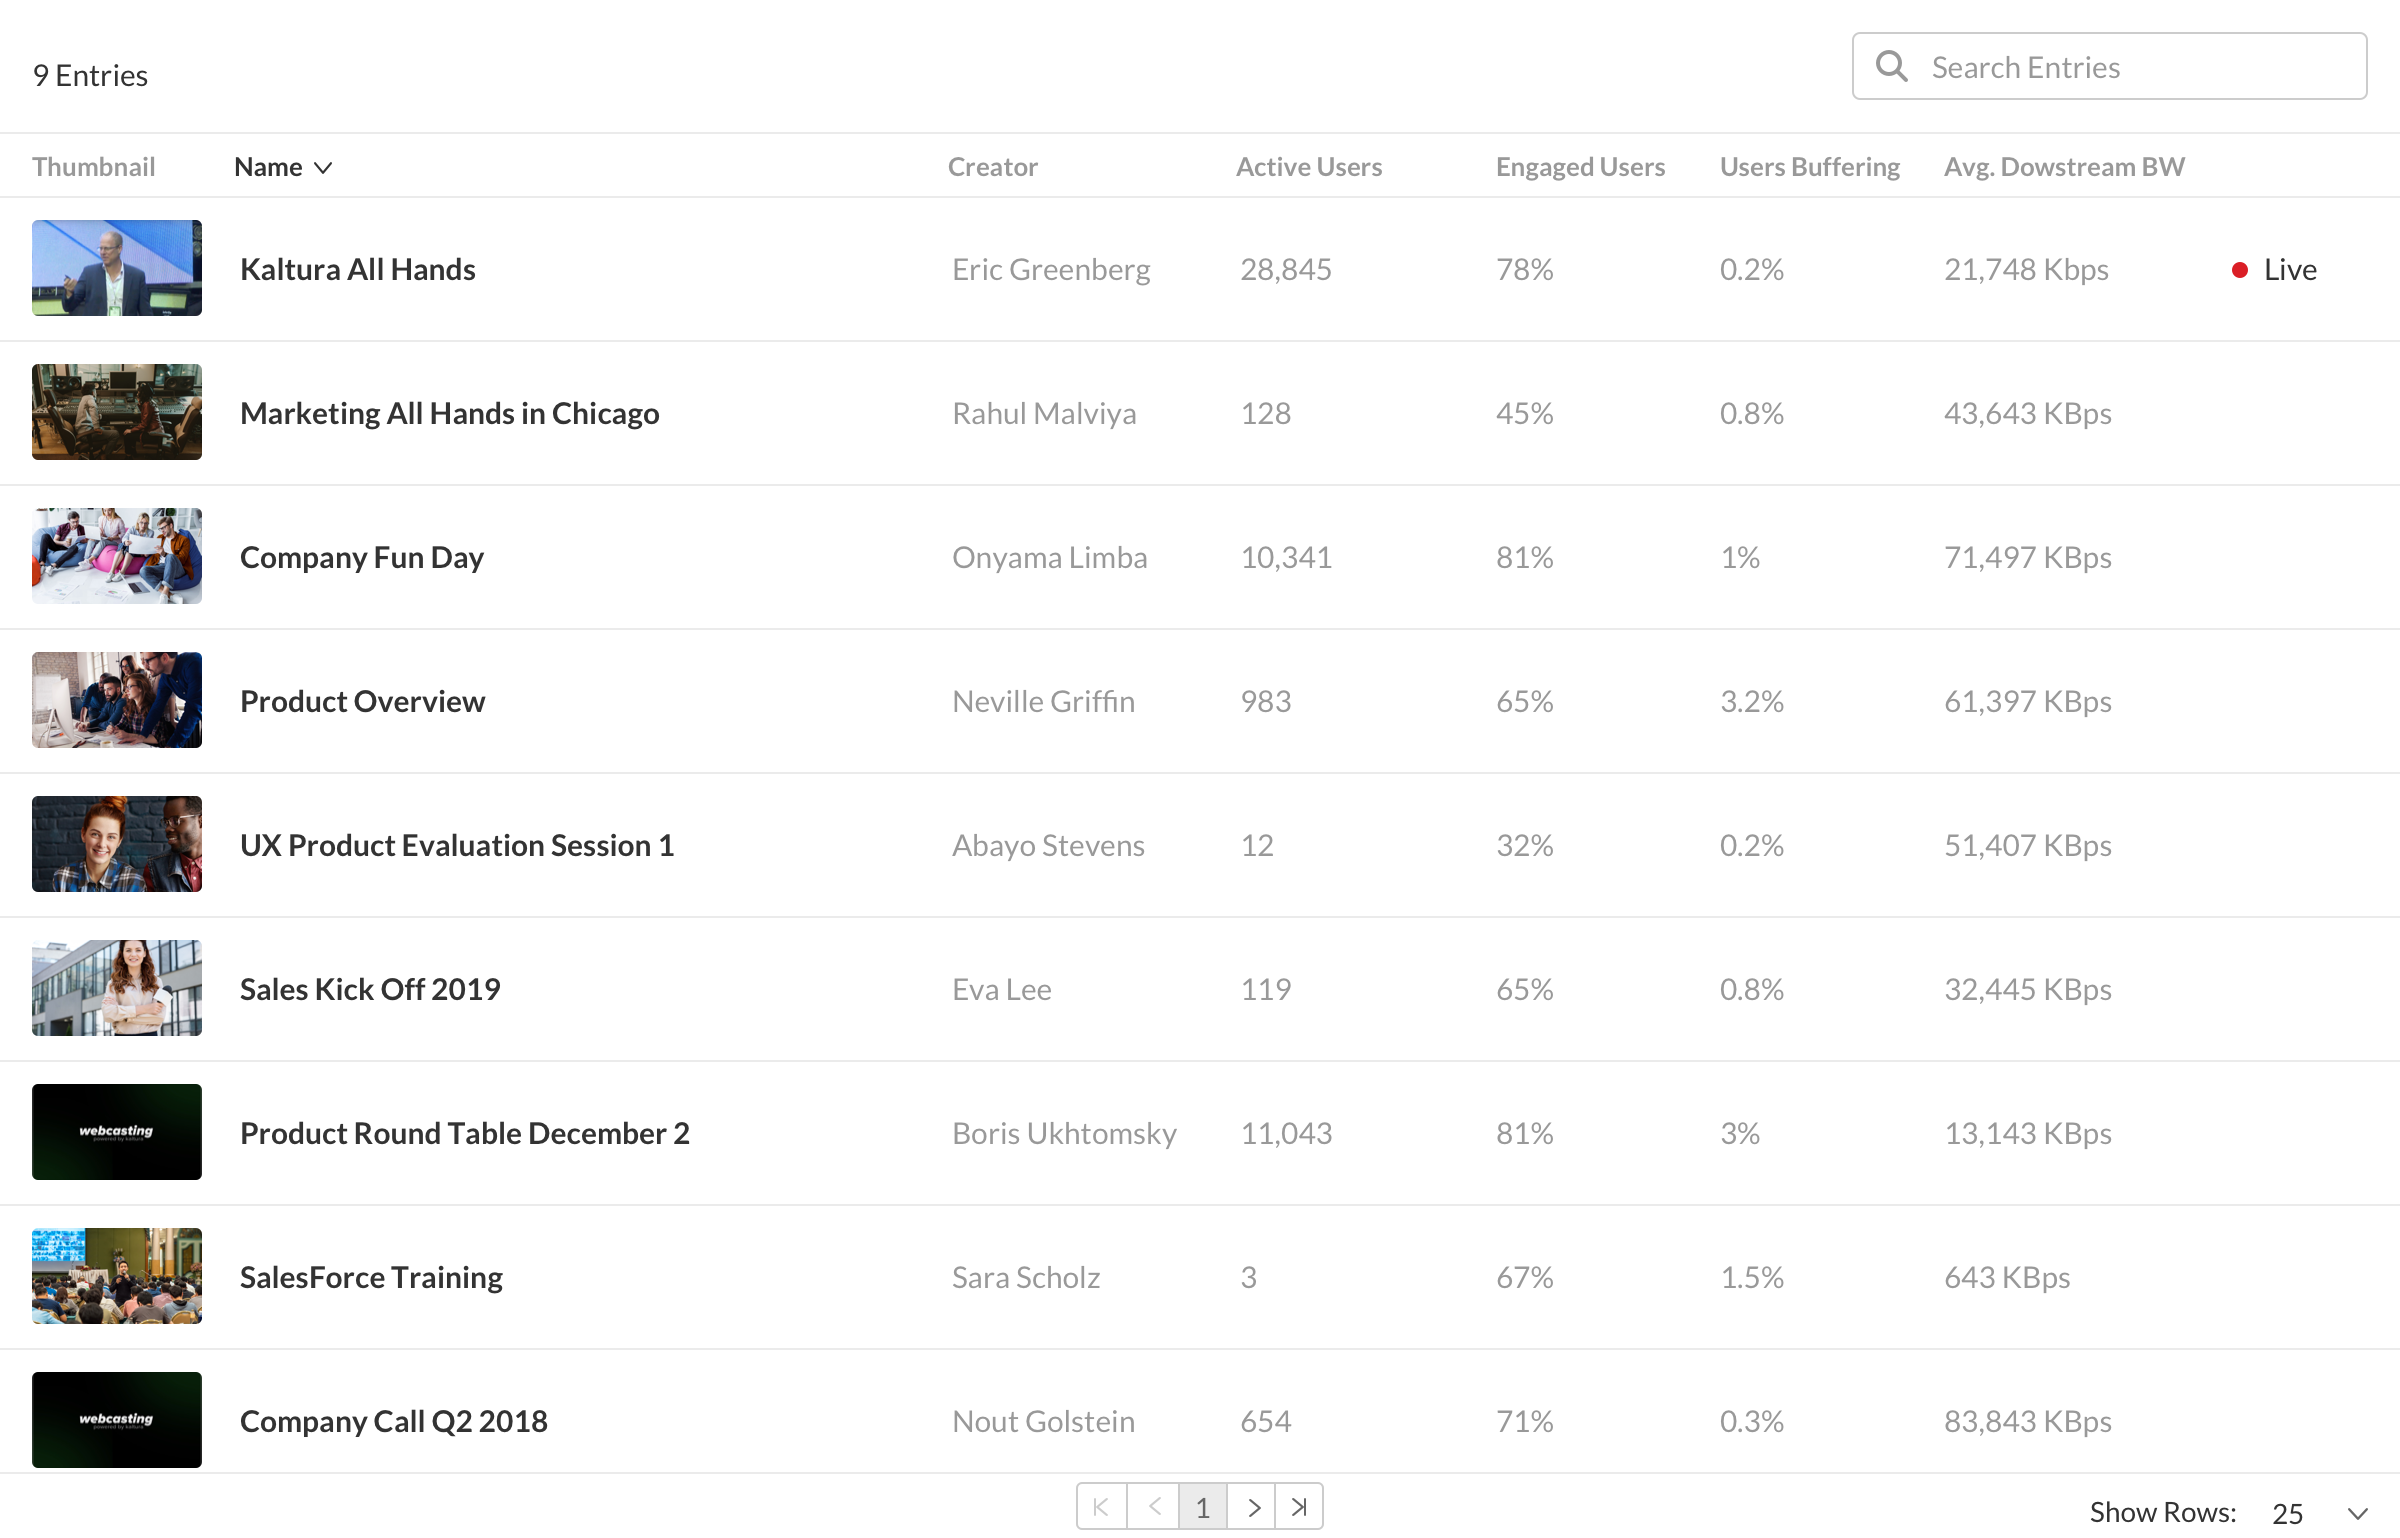 9 Entries
Search Entries
Thumbnail Name Creator Active Users Engaged Users Users Buffering Avg. Dowstream BW
Kaltura All Hands Eric Greenberg 28,845 78% 0.2% 21,748 Kbps Live
Marketing All Hands in Chicago Rahul Malviya 128 45% 0.8% 43,643 KBps
Company Fun Day Onyama Limba 10,341 81% 1% 71,497 KBps
Product Overview Neville Griffin 983 65% 3.2% 61,397 KBps
UX Product Evaluation Session 1 Abayo Stevens 12 32% 0.2% 51,407 KBps
Sales Kick Off 2019 Eva Lee 119 65% 0.8% 32,445 KBps
webcasting
powered by kaltura
Product Round Table December 2 Boris Ukhtomsky 11,043 81% 3% 13,143 KBps
SalesForce Training Sara Scholz 3 67% 1.5% 643 KBps
webcasting
powered by kaltura
Company Call Q2 2018 Nout Golstein 654 71% 0.3% 83,843 KBps
1
Show Rows: 25